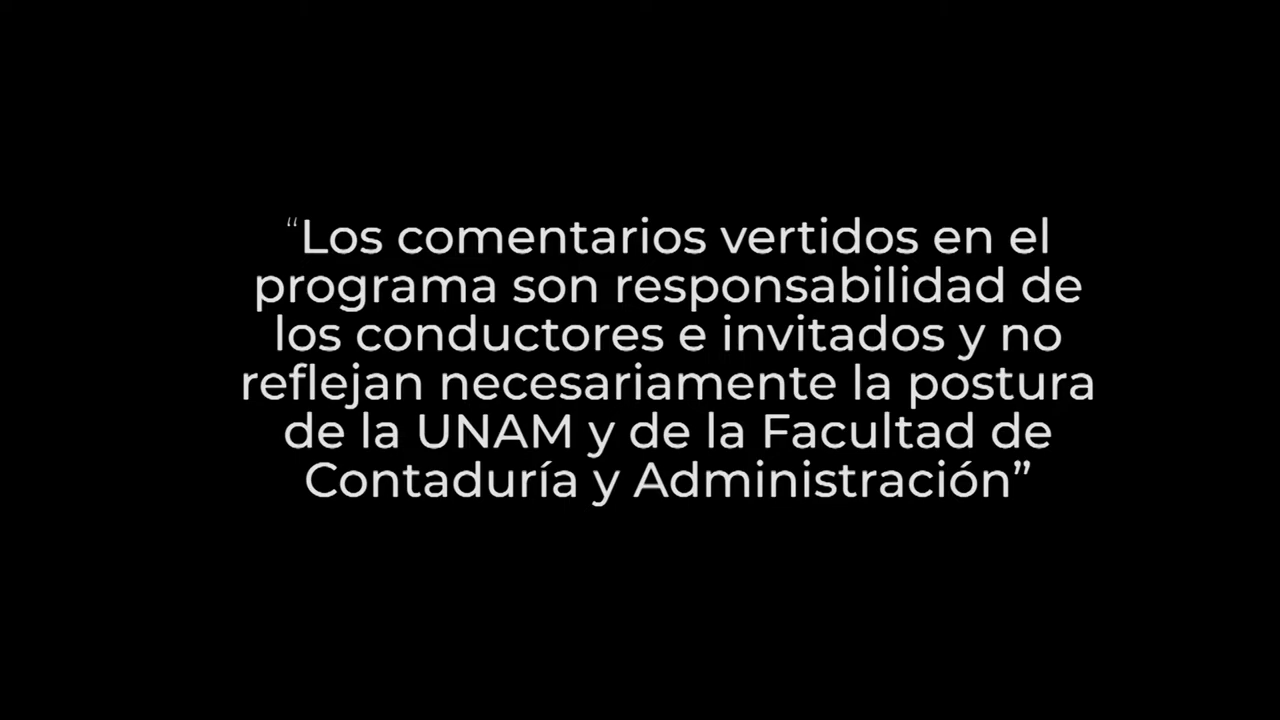 “Los comentarios vertidos en el
programa son responsabilidad de
los conductores e invitados y no
reflejan necesariamente la postura
de la UNAM y de la Facultad de
Contaduría y Administración”